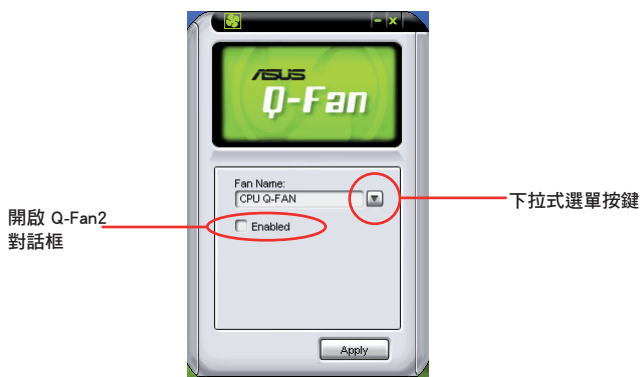 ASUS
Q-Fan
Fan Name:
CPU Q-FAN
Enabled
Apply
開啟 Q-Fan2
對話框
下拉式選單按鍵